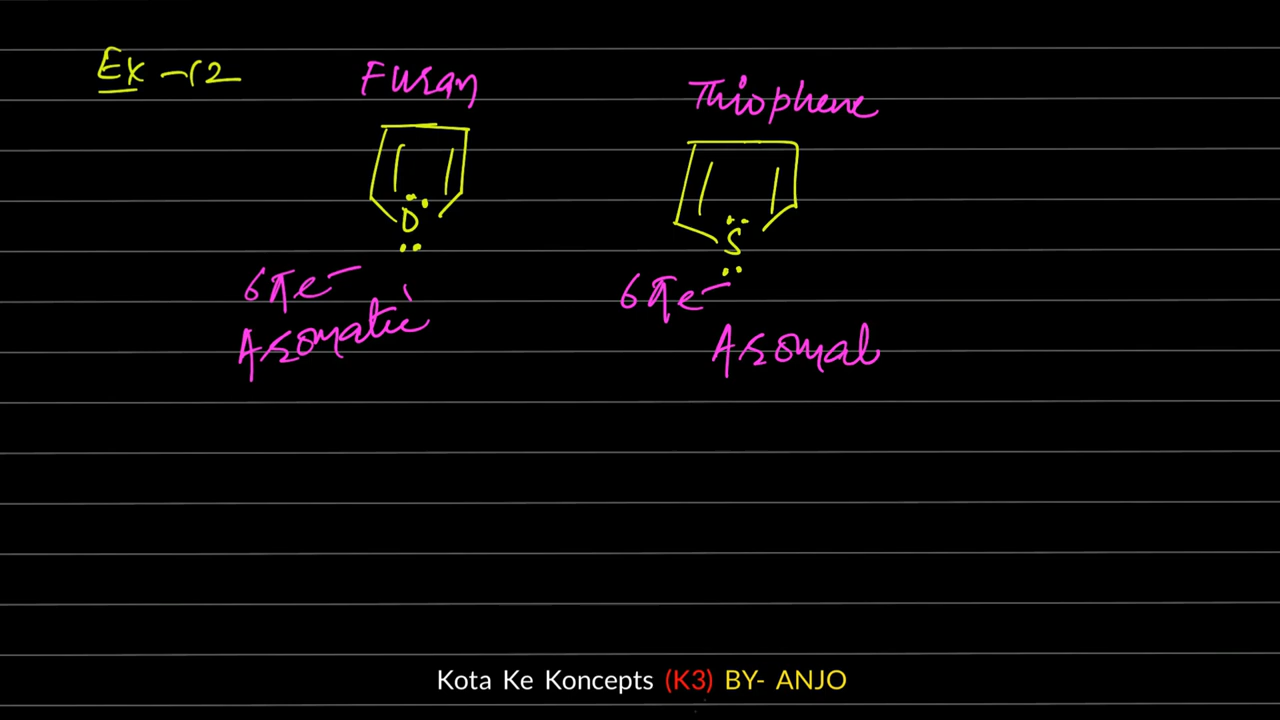 Ex -12
Furan
Thiophene
O
S
6πe⁻
Aromatic
6πe⁻
Aromat
Kota Ke Koncepts (K3) BY- ANJO